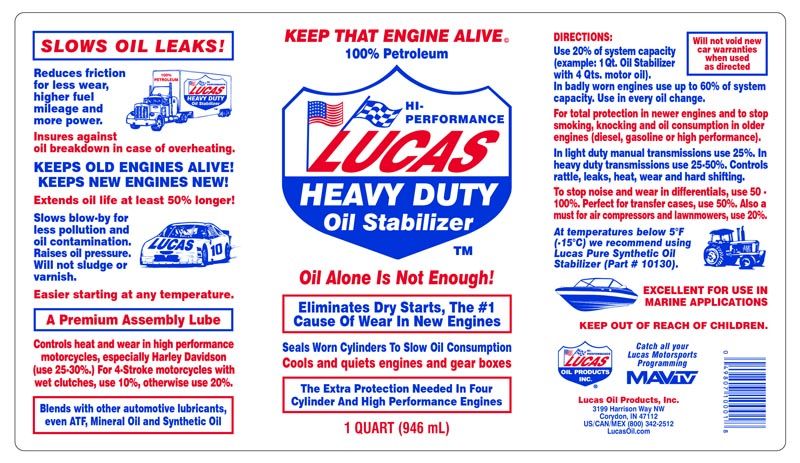 SLOWS OIL LEAKS!
Reduces friction
for less wear,
higher fuel
mileage and
more power.
100%
PETROLEUM
LUCAS
HEAVY DUTY
Oil Stabilizer
Insures against
oil breakdown in case of overheating.
KEEPS OLD ENGINES ALIVE!
KEEPS NEW ENGINES NEW!
Extends oil life at least 50% longer!
Slows blow-by for
less pollution and
oil contamination.
Raises oil pressure.
Will not sludge or
varnish.
LUCAS 10
Easier starting at any temperature.
A Premium Assembly Lube
Controls heat and wear in high performance
motorcycles, especially Harley Davidson
(use 25-30%.) For 4-Stroke motorcycles with
wet clutches, use 10%, otherwise use 20%.
Blends with other automotive lubricants,
even ATF, Mineral Oil and Synthetic Oil
KEEP THAT ENGINE ALIVE©
100% Petroleum
HI-
PERFORMANCE
LUCAS
HEAVY DUTY
Oil Stabilizer
TM
Oil Alone Is Not Enough!
Eliminates Dry Starts, The #1
Cause Of Wear In New Engines
Seals Worn Cylinders To Slow Oil Consumption
Cools and quiets engines and gear boxes
The Extra Protection Needed In Four
Cylinder And High Performance Engines
1 QUART (946 mL)
DIRECTIONS:
Use 20% of system capacity
(example: 1Qt. Oil Stabilizer
with 4 Qts. motor oil).
Will not void new
car warranties
when used
as directed
In badly worn engines use up to 60% of system
capacity. Use in every oil change.
For total protection in newer engines and to stop
smoking, knocking and oil consumption in older
engines (diesel, gasoline or high performance).
In light duty manual transmissions use 25%. In
heavy duty transmissions use 25-50%. Controls
rattle, leaks, heat, wear and hard shifting.
To stop noise and wear in differentials, use 50 -
100%. Perfect for transfer cases, use 50%. Also a
must for air compressors and lawnmowers, use 20%.
At temperatures below 5°F
(-15°C) we recommend using
Lucas Pure Synthetic Oil
Stabilizer (Part # 10130).
EXCELLENT FOR USE IN
MARINE APPLICATIONS
KEEP OUT OF REACH OF CHILDREN.
LUCAS
OIL PRODUCTS
INC.
Catch all your
Lucas Motorsports
Programming
MAVTV
Lucas Oil Products, Inc.
3199 Harrison Way NW
Corydon, IN 47112
US/CAN/MEX (800) 342-2512
LucasOil.com